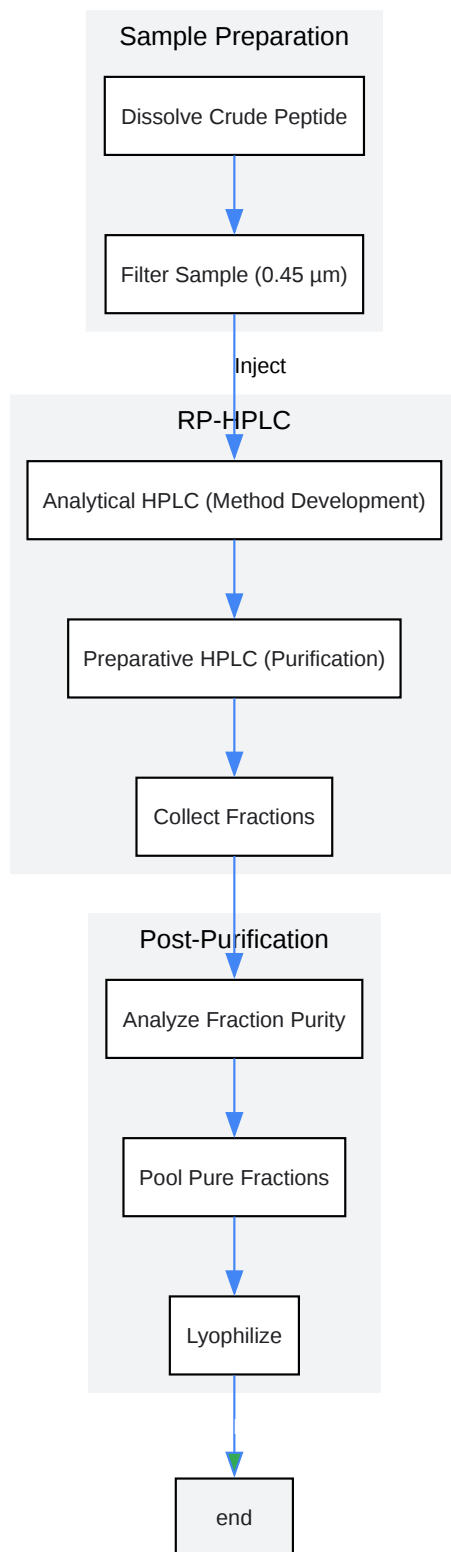 Sample Preparation
Dissolve Crude Peptide
Filter Sample (0.45 µm)
Inject
RP-HPLC
Analytical HPLC (Method Development)
Preparative HPLC (Purification)
Collect Fractions
Post-Purification
Analyze Fraction Purity
Pool Pure Fractions
Lyophilize
end